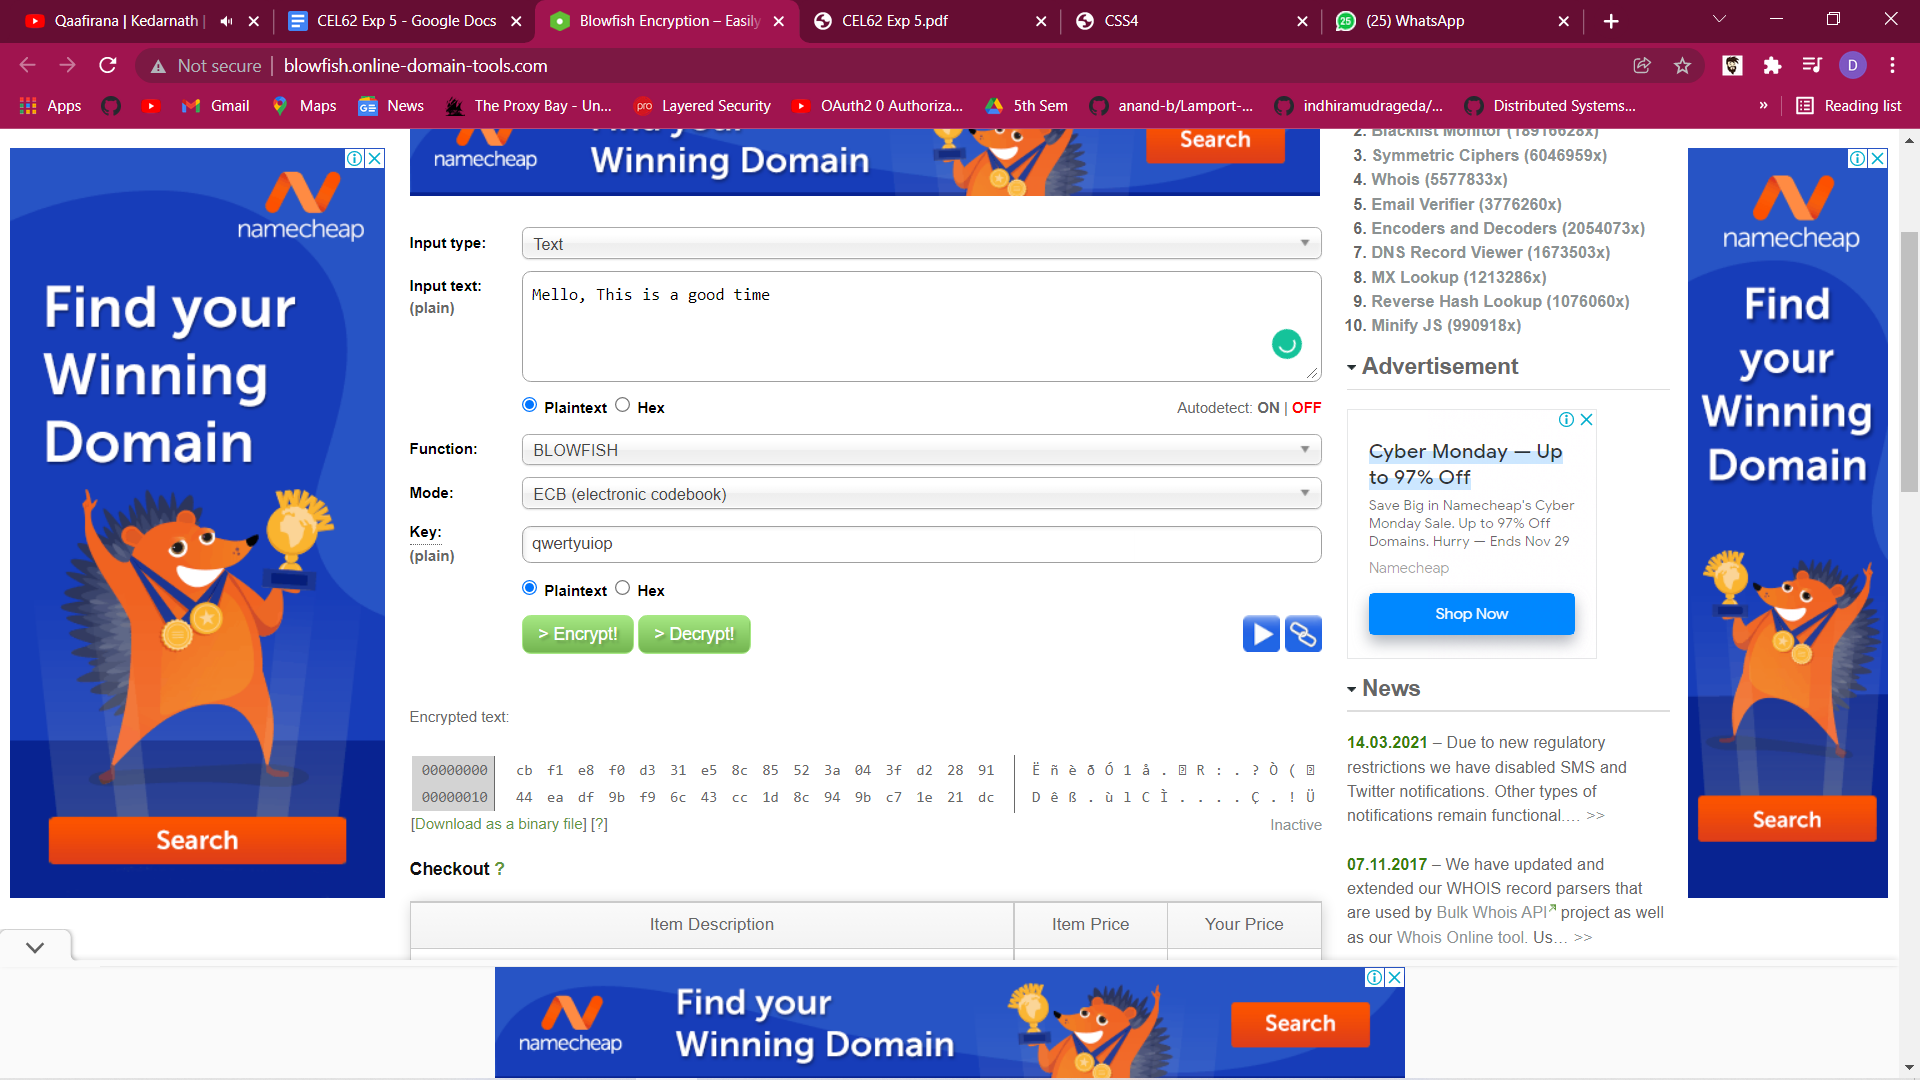 Qaafirana | Kedarnath |
CEL62 Exp 5 - Google Docs
Blowfish Encryption – Easily
CEL62 Exp 5.pdf
CSS4
25
(25) WhatsApp
Not secure
blowfish.online-domain-tools.com
D
Apps
Gmail
Maps
News
The Proxy Bay - Un...
pro
Layered Security
OAuth2 0 Authoriza...
5th Sem
anand-b/Lamport-...
indhiramudrageda/...
Distributed Systems...
»
Reading list
namecheap
Find your
Winning
Domain
Search
namecheap
Find your
Winning Domain
Search
Input type:
Text
Input text:
(plain)
Mello, This is a good time
Plaintext
Hex
Autodetect: ON | OFF
Function:
BLOWFISH
Mode:
ECB (electronic codebook)
Key:
(plain)
qwertyuiop
Plaintext
Hex
> Encrypt!
> Decrypt!
Encrypted text:
00000000 cb f1 e8 f0 d3 31 e5 8c 85 52 3a 04 3f d2 28 91 Ë ñ è ð Ó 1 å . R : . ? Ò (
00000010 44 ea df 9b f9 6c 43 cc 1d 8c 94 9b c7 1e 21 dc D ê ß . ù l C Ì . . . . Ç . ! Ü
[Download as a binary file] [?]
Inactive
Checkout ?
Item Description
Item Price
Your Price
2. Blacklist Monitor (18916628x)
3. Symmetric Ciphers (6046959x)
4. Whois (5577833x)
5. Email Verifier (3776260x)
6. Encoders and Decoders (2054073x)
7. DNS Record Viewer (1673503x)
8. MX Lookup (1213286x)
9. Reverse Hash Lookup (1076060x)
10. Minify JS (990918x)
Advertisement
Cyber Monday — Up
to 97% Off
Save Big in Namecheap's Cyber
Monday Sale. Up to 97% Off
Domains. Hurry — Ends Nov 29
Namecheap
Shop Now
News
14.03.2021 – Due to new regulatory
restrictions we have disabled SMS and
Twitter notifications. Other types of
notifications remain functional.... >>
07.11.2017 – We have updated and
extended our WHOIS record parsers that
are used by Bulk Whois API project as well
as our Whois Online tool. Us... >>
namecheap
Find
your
Winning
Domain
Search
namecheap
Find your
Winning Domain
Search